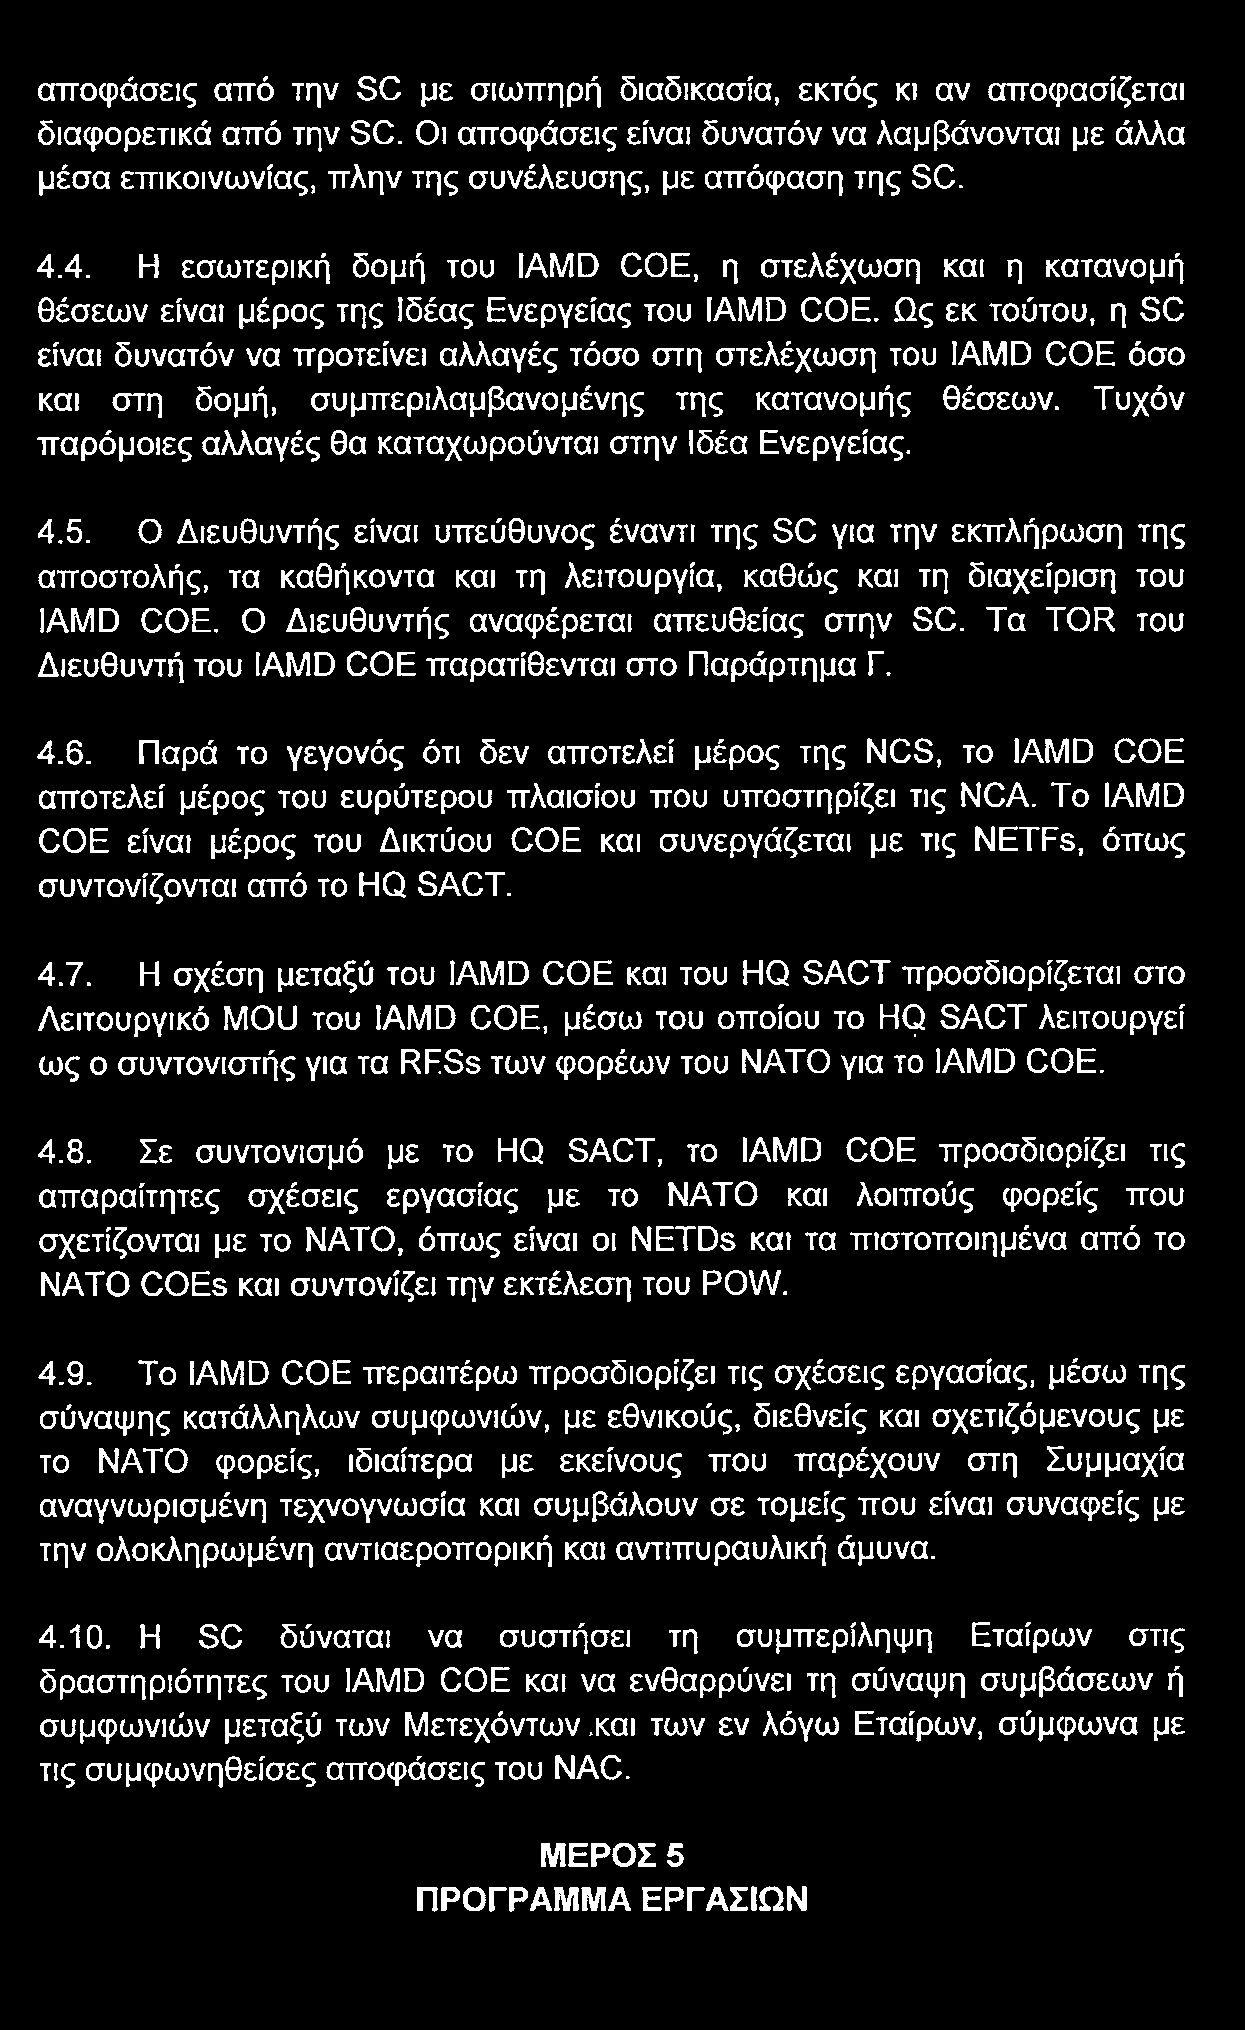 αποφάσεις από την SC με σιωπηρή διαδικασία, εκτός κι αν αποφασίζεται
διαφορετικά από την SC. Οι αποφάσεις είναι δυνατόν να λαμβάνονται με άλλα
μέσα επικοινωνίας, πλην της συνέλευσης, με απόφαση της SC.
4.4. Η εσωτερική δομή του IAMD COE, η στελέχωση και η κατανομή
θέσεων είναι μέρος της Ιδέας Ενεργείας του IAMD COE. Ως εκ τούτου, η SC
είναι δυνατόν να προτείνει αλλαγές τόσο στη στελέχωση του IAMD COE όσο
και στη δομή, συμπεριλαμβανομένης της κατανομής θέσεων. Τυχόν
παρόμοιες αλλαγές θα καταχωρούνται στην Ιδέα Ενεργείας.
4.5. Ο Διευθυντής είναι υπεύθυνος έναντι της SC για την εκπλήρωση της
αποστολής, τα καθήκοντα και τη λειτουργία, καθώς και τη διαχείριση του
IAMD COE. Ο Διευθυντής αναφέρεται απευθείας στην SC. Τα TOR του
Διευθυντή του IAMD COE παρατίθενται στο Παράρτημα Γ.
4.6. Παρά το γεγονός ότι δεν αποτελεί μέρος της NCS, το IAMD COE
αποτελεί μέρος του ευρύτερου πλαισίου που υποστηρίζει τις NCA. Το IAMD
COE είναι μέρος του Δικτύου COE και συνεργάζεται με τις NETFs, όπως
συντονίζονται από το HQ SACT.
4.7. Η σχέση μεταξύ του IAMD COE και του HQ SACT προσδιορίζεται στο
Λειτουργικό MOU του IAMD COE, μέσω του οποίου το HQ SACT λειτουργεί
ως ο συντονιστής για τα RF.Ss των φορέων του NATO για το IAMD COE.
4.8. Σε συντονισμό με το HQ SACT, το IAMD COE προσδιορίζει τις
απαραίτητες σχέσεις εργασίας με το NATO και λοιπούς φορείς που
σχετίζονται με το NATO, όπως είναι οι NETDs και τα πιστοποιημένα από το
NATO COEs και συντονίζει την εκτέλεση του POW.
4.9. Το IAMD COE περαιτέρω προσδιορίζει τις σχέσεις εργασίας, μέσω της
σύναψης κατάλληλων συμφωνιών, με εθνικούς, διεθνείς και σχετιζόμενους με
το NATO φορείς, ιδιαίτερα με εκείνους που παρέχουν στη Συμμαχία
αναγνωρισμένη τεχνογνωσία και συμβάλουν σε τομείς που είναι συναφείς με
την ολοκληρωμένη αντιαεροπορική και αντιπυραυλική άμυνα.
4.10. Η SC δύναται να συστήσει τη συμπερίληψη Εταίρων στις
δραστηριότητες του IAMD COE και να ενθαρρύνει τη σύναψη συμβάσεων ή
συμφωνιών μεταξύ των Μετεχόντων .και των εν λόγω Εταίρων, σύμφωνα με
τις συμφωνηθείσες αποφάσεις του NAC.
ΜΕΡΟΣ 5
ΠΡΟΓΡΑΜΜΑ ΕΡΓΑΣΙΩΝ